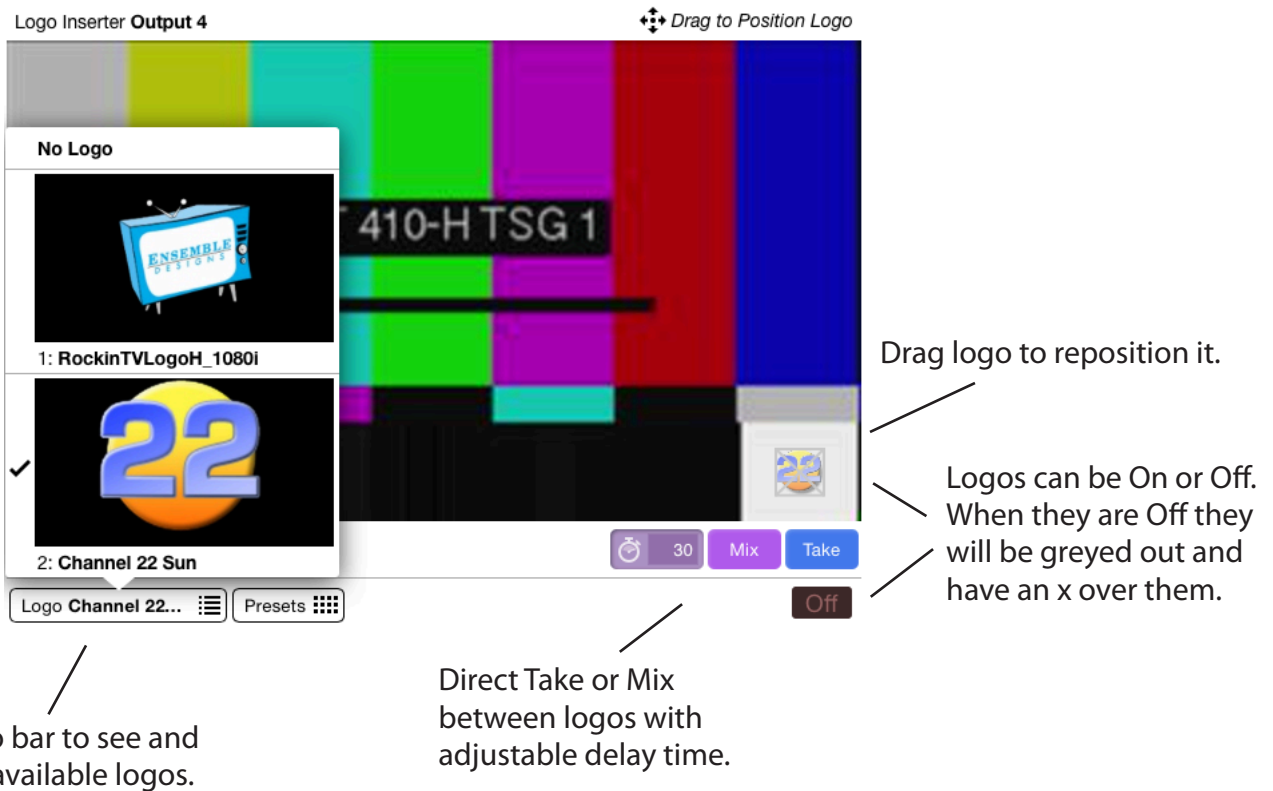 Logo Inserter Output 4
Drag to Position Logo
No Logo
ENSEMBLE
DESIGNS
1: RockinTVLogoH_1080i
22
2: Channel 22 Sun
410-H TSG 1
22
30 Mix Take
Logo Channel 22...
Presets
Off
Drag logo to reposition it.
Logos can be On or Off.
When they are Off they
will be greyed out and
have an x over them.
Direct Take or Mix
between logos with
adjustable delay time.
bar to see and
available logos.